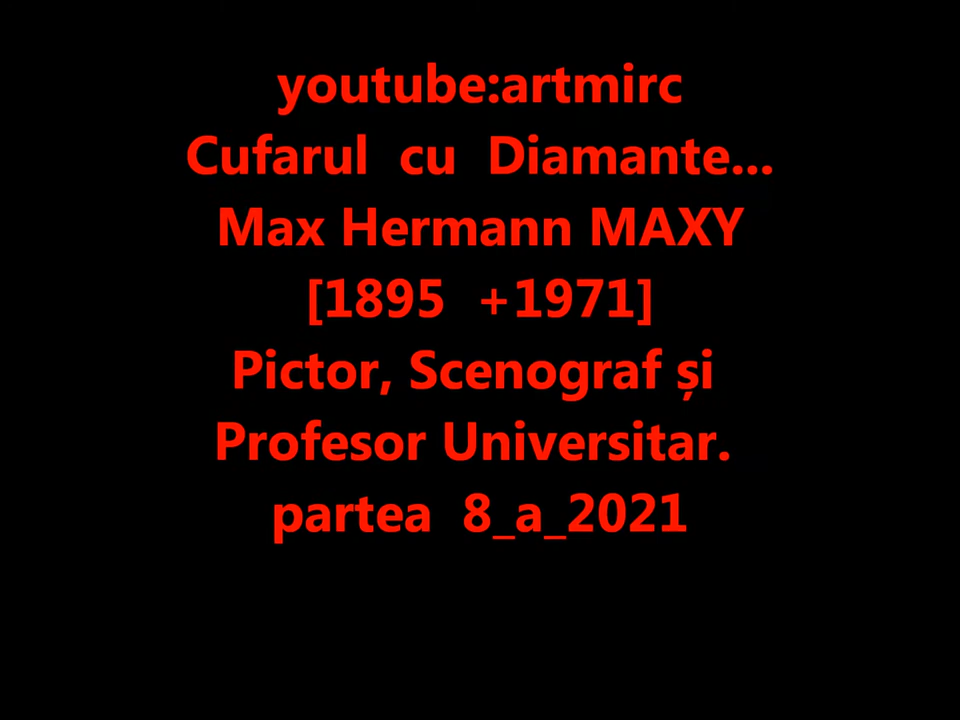 youtube:artmirc
Cufarul cu Diamante...
Max Hermann MAXY
[1895 +1971]
Pictor, Scenograf și
Profesor Universitar.
partea 8_a_2021